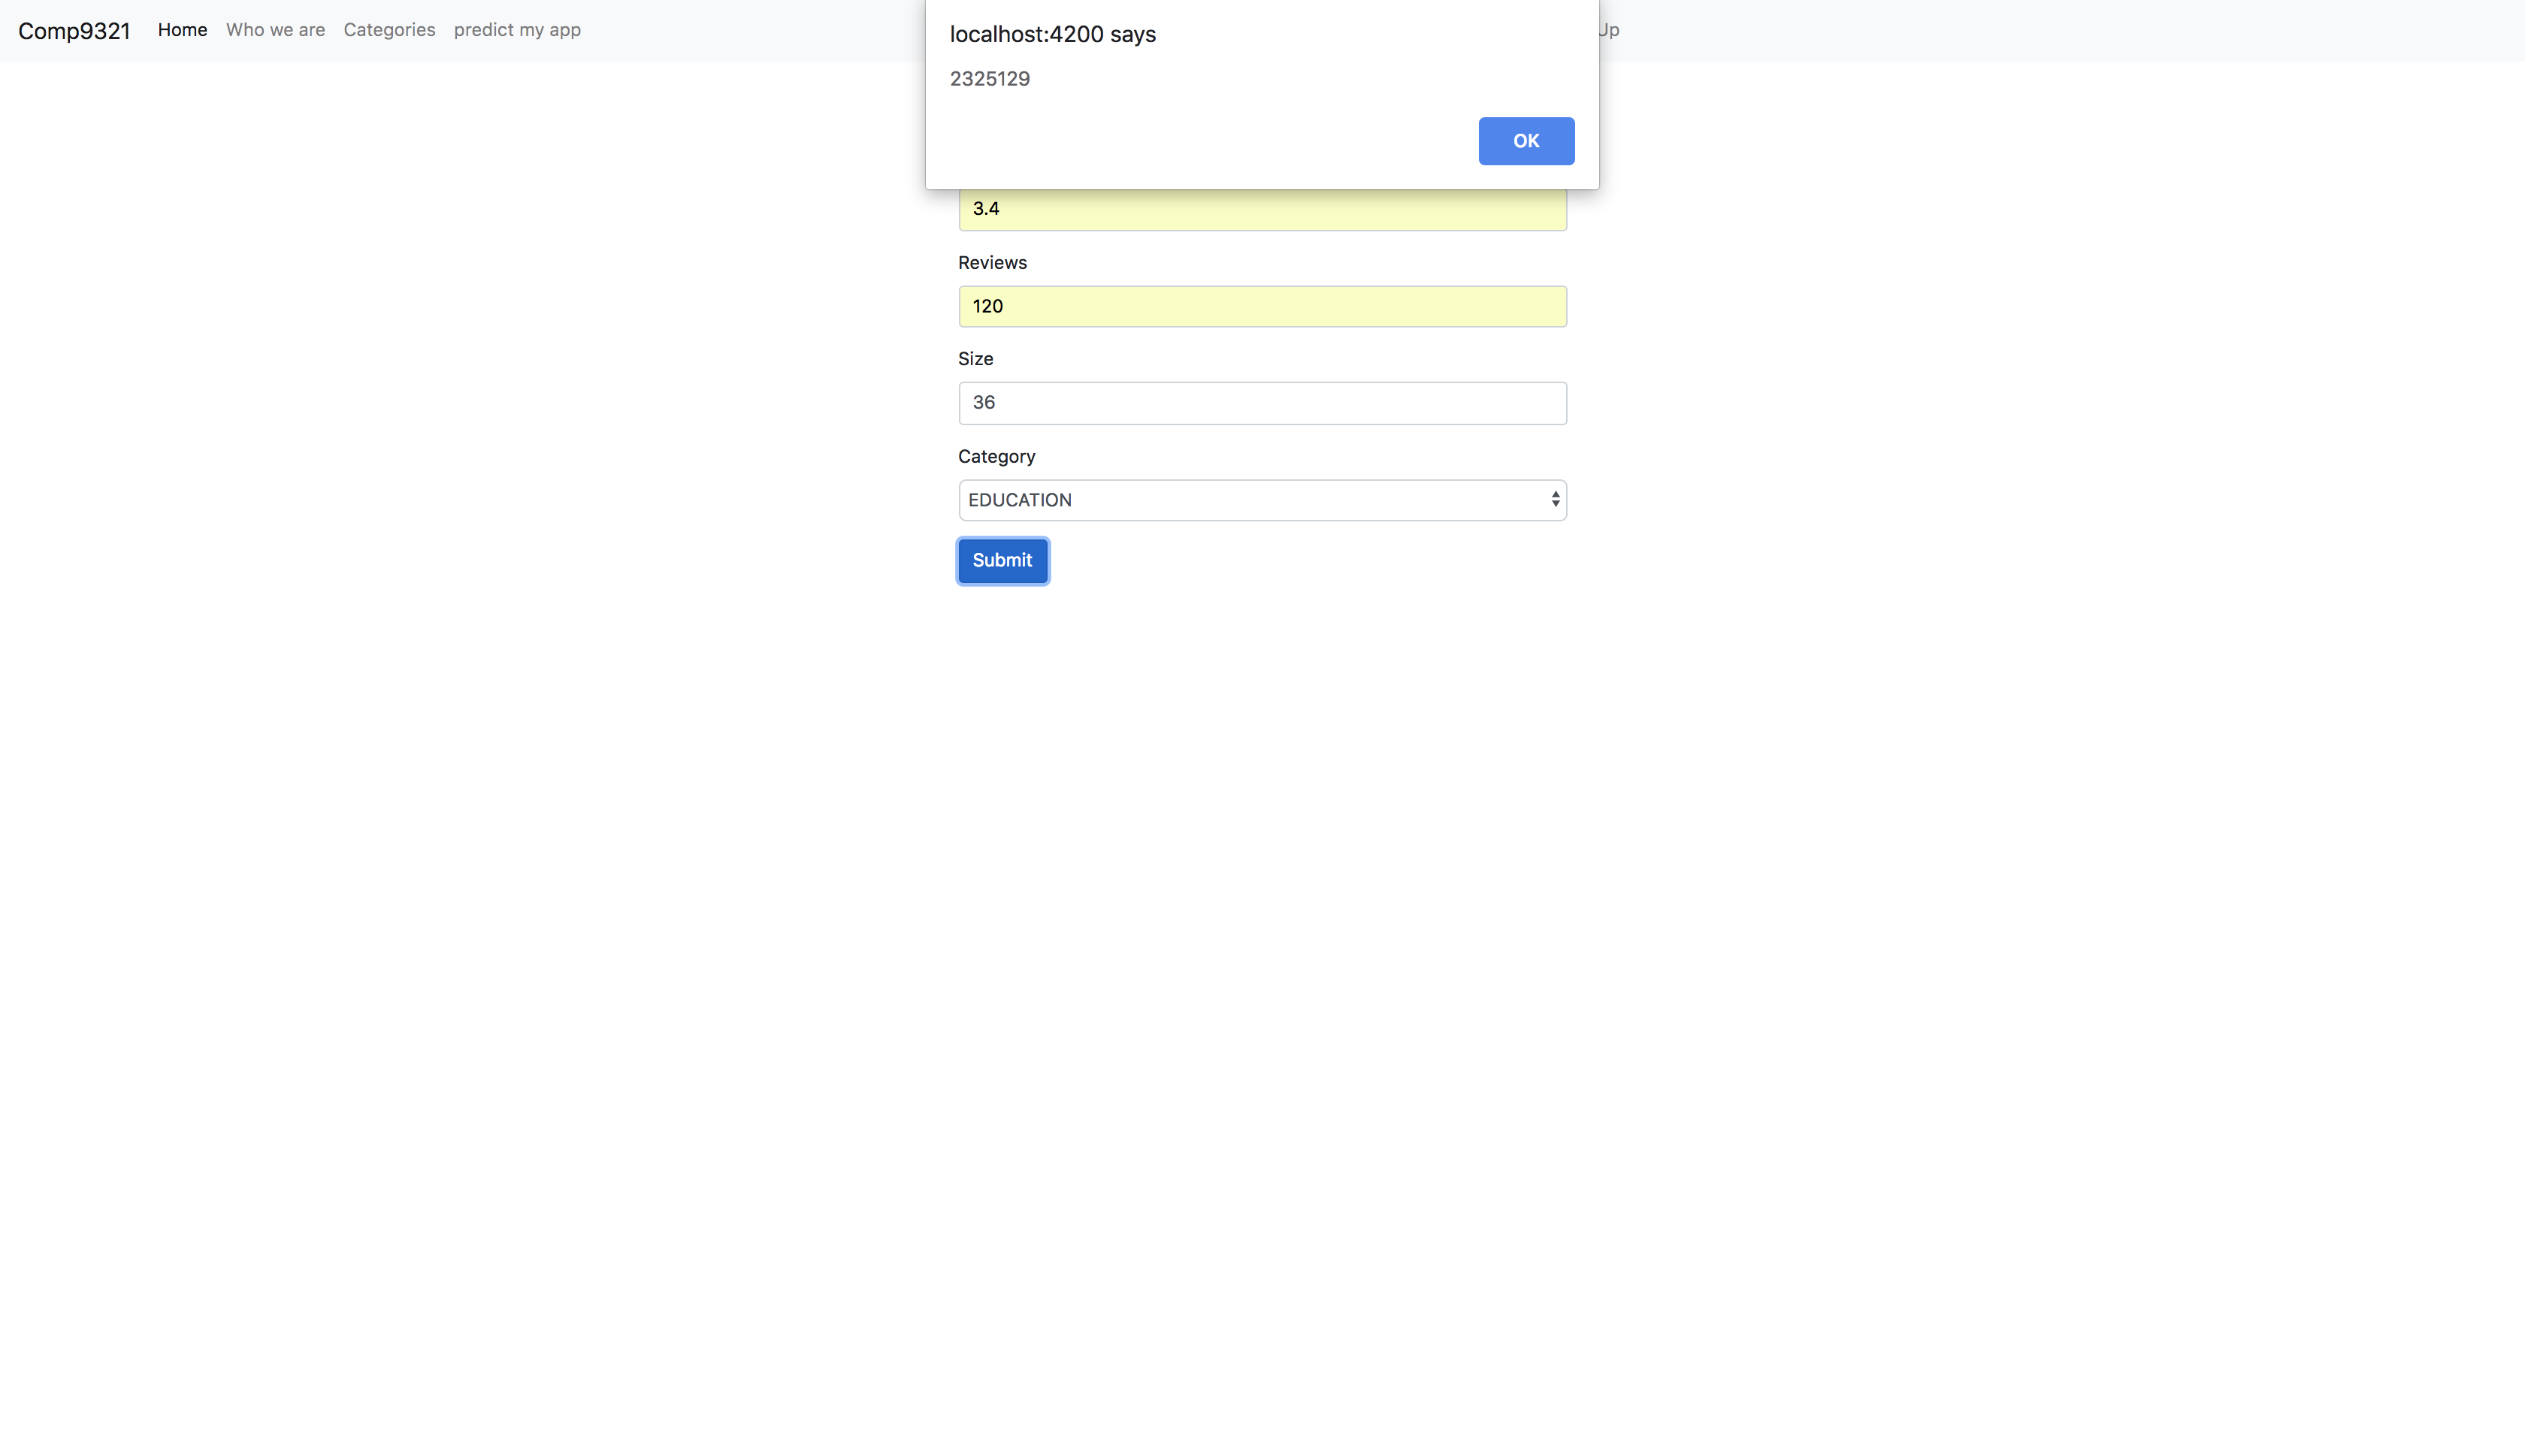 Comp9321 Home Who we are Categories predict my app Up
localhost:4200 says
2325129
OK
3.4
Reviews
120
Size
36
Category
EDUCATION
Submit